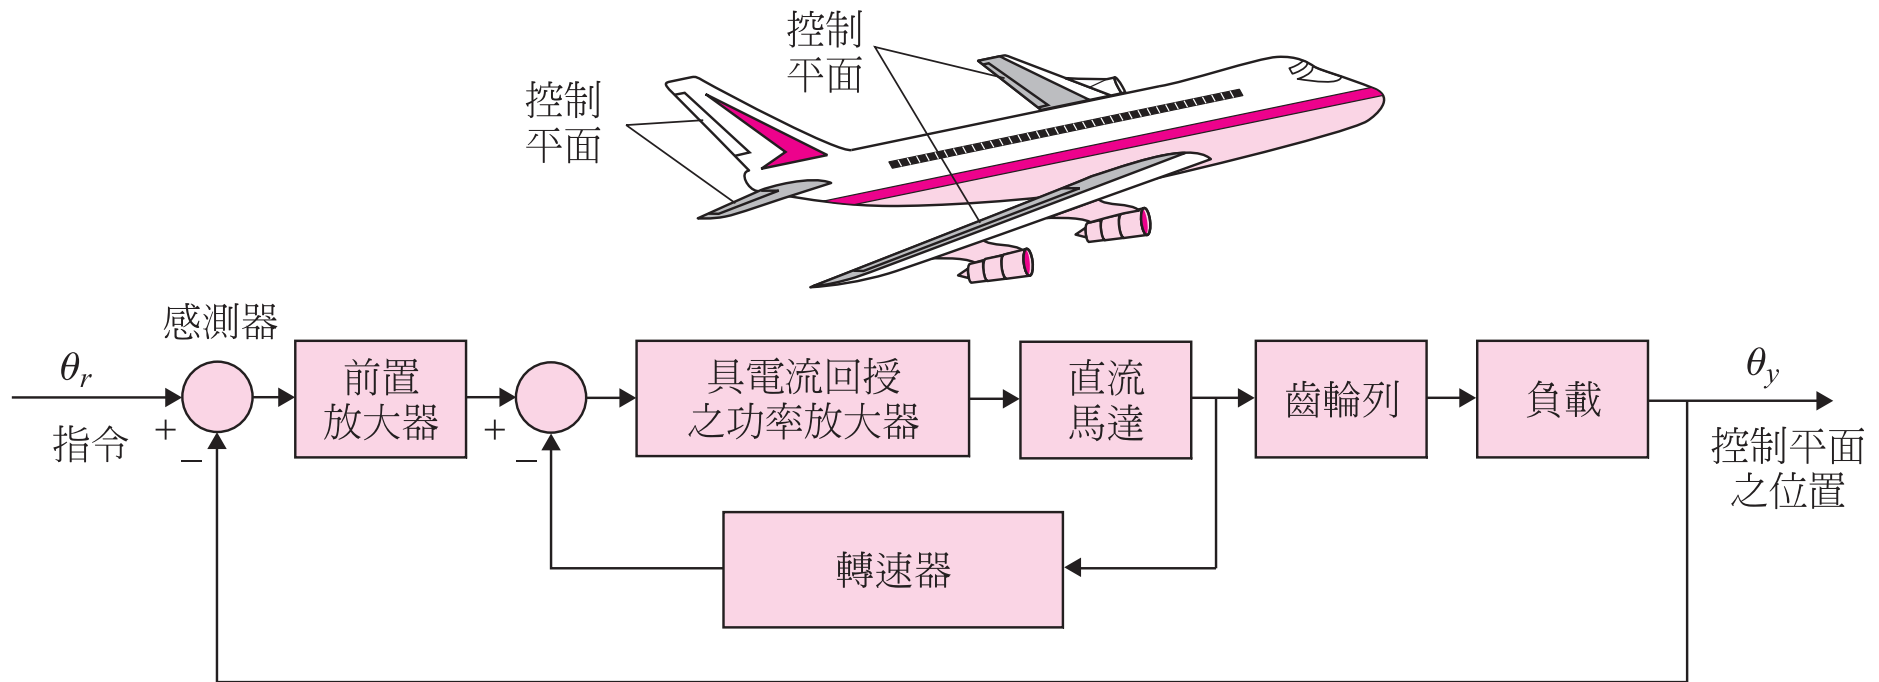 控制
平面
控制
平面
感測器
θr
指令
+
−
前置
放大器
+
−
具電流回授
之功率放大器
直流
馬達
齒輪列
負載
θy
控制平面
之位置
轉速器